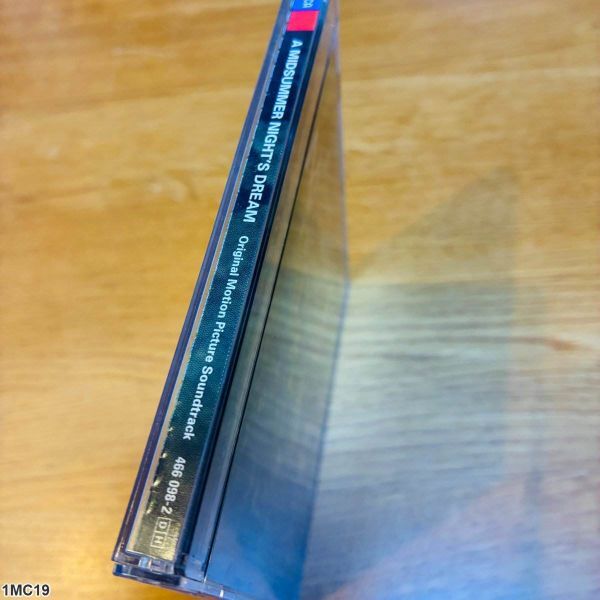 A MIDSUMMER NIGHT'S DREAM
Original Motion Picture Soundtrack
466 098-2 DH
1MC19